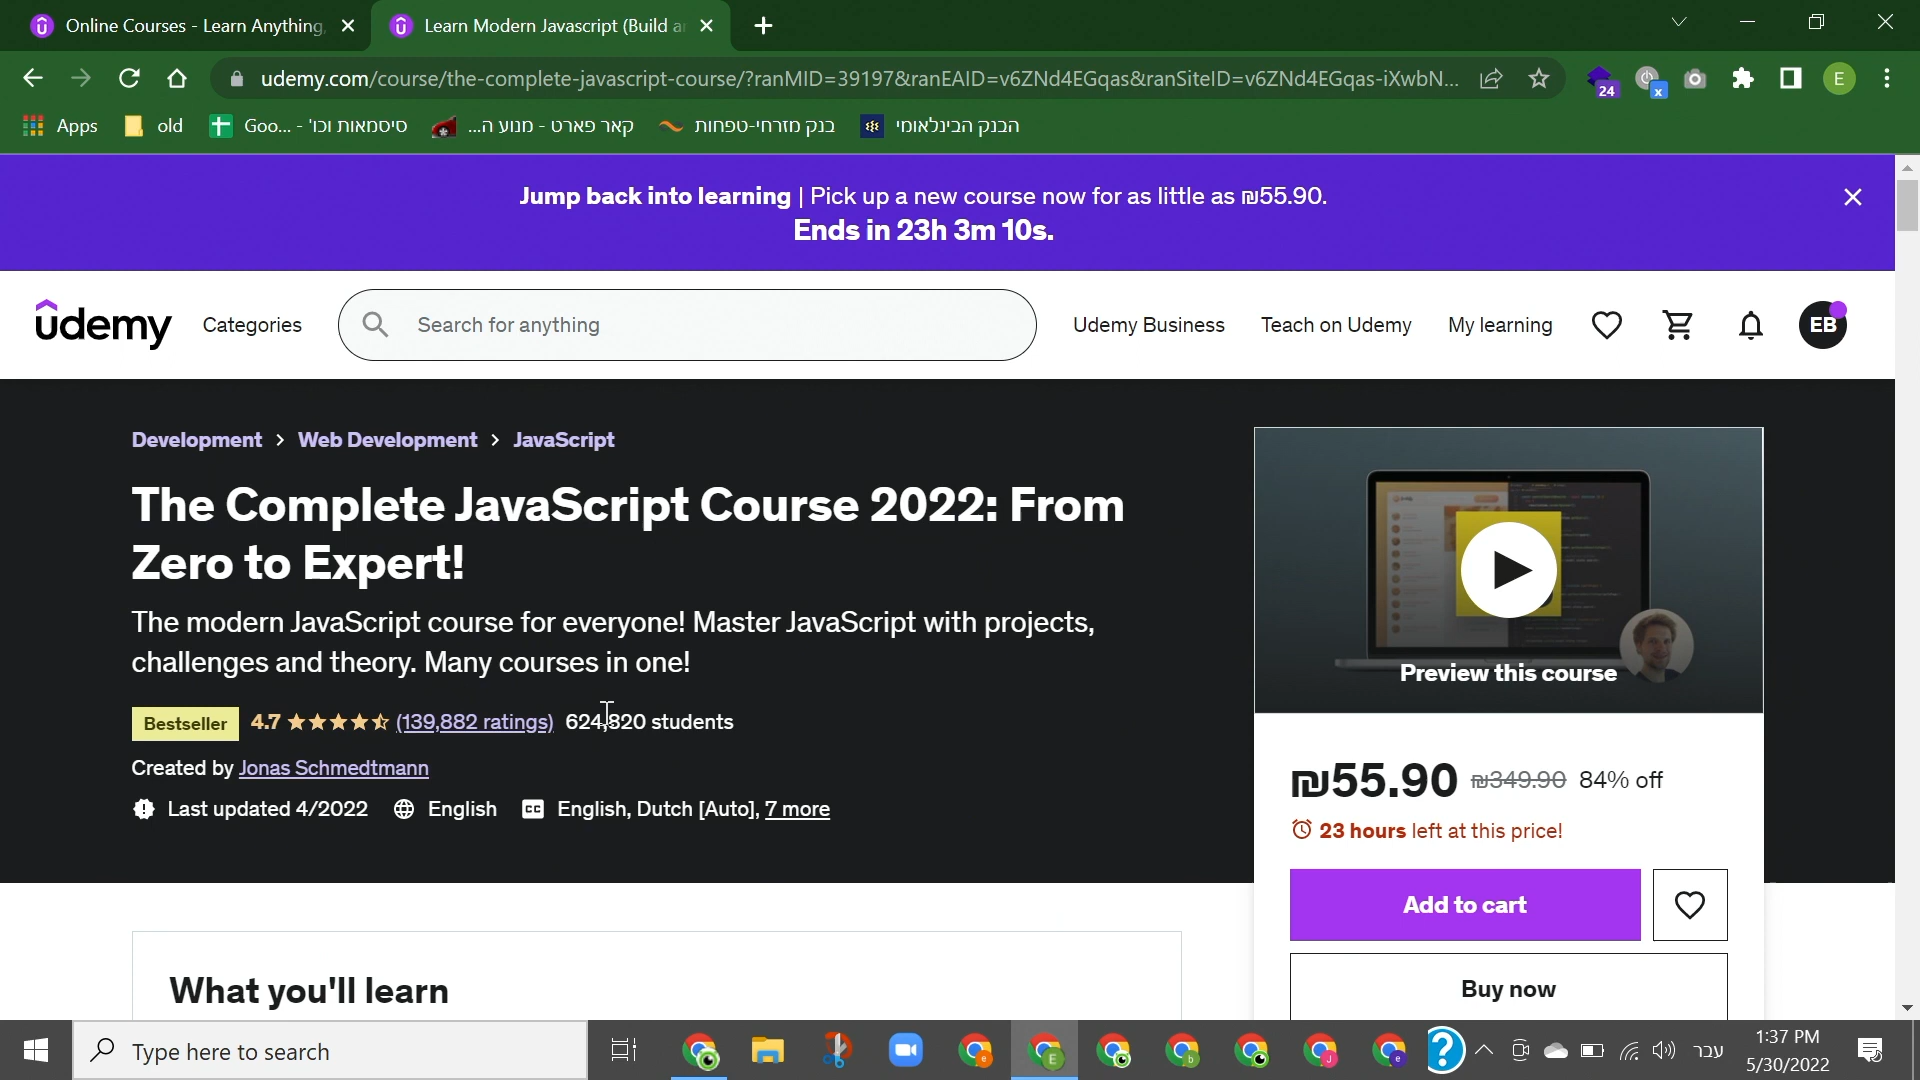 Online Courses - Learn Anything,
Learn Modern Javascript (Build a
udemy.com/course/the-complete-javascript-course/?ranMID=39197&ranEAID=v6ZNd4EGqas&ranSiteID=v6ZNd4EGqas-iXwbN...
24
x
E
Apps
old
סיסמאות וכו' - Goo...
קאר פארט - מנוע ה...
בנק מזרחי-טפחות
הבנק הבינלאומי
Jump back into learning | Pick up a new course now for as little as ₪55.90.
Ends in 23h 3m 10s.
udemy
Categories
Search for anything
Udemy Business
Teach on Udemy
My learning
EB
Development > Web Development > JavaScript
The Complete JavaScript Course 2022: From
Zero to Expert!
The modern JavaScript course for everyone! Master JavaScript with projects,
challenges and theory. Many courses in one!
Bestseller 4.7 (139,882 ratings) 624,820 students
Created by Jonas Schmedtmann
Last updated 4/2022 English CC English, Dutch [Auto], 7 more
Preview this course
₪55.90 ₪349.90 84% off
23 hours left at this price!
Add to cart
Buy now
What you'll learn
Type here to search
עבר
1:37 PM
5/30/2022